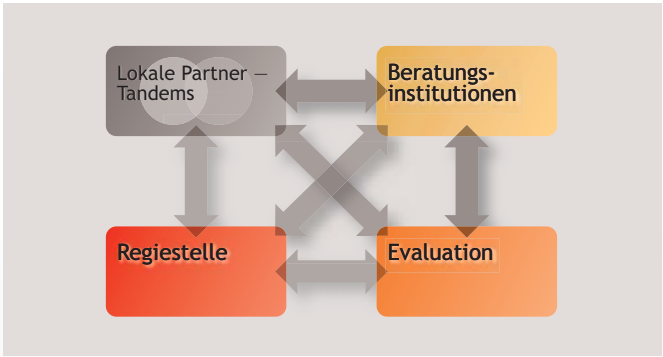 Lokale Partner –
Tandems
Beratungs-
institutionen
Regiestelle
Evaluation